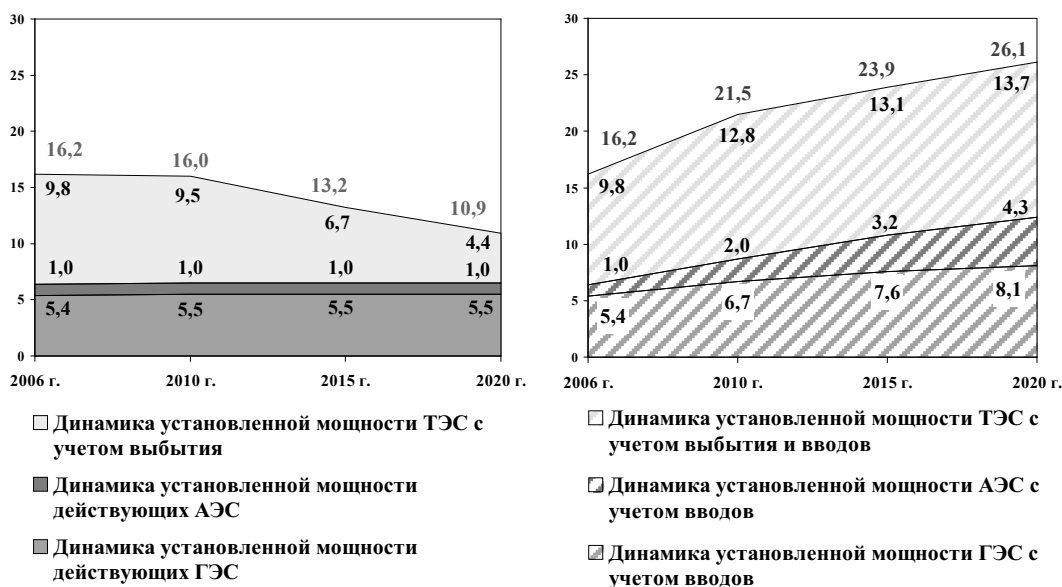 30
25
20
15
10
5
0
16,2
16,0
13,2
10,9
9,8
9,5
6,7
4,4
1,0
1,0
1,0
1,0
5,4
5,5
5,5
5,5
2006 г.
2010 г.
2015 г.
2020 г.
Динамика установленной мощности ТЭС с
учетом выбытия
Динамика установленной мощности
действующих АЭС
Динамика установленной мощности
действующих ГЭС
30
25
20
15
10
5
0
16,2
21,5
23,9
26,1
9,8
12,8
13,1
13,7
1,0
2,0
3,2
4,3
5,4
6,7
7,6
8,1
2006 г.
2010 г.
2015 г.
2020 г.
Динамика установленной мощности ТЭС с
учетом выбытия и вводов
Динамика установленной мощности АЭС с
учетом вводов
Динамика установленной мощности ГЭС с
учетом вводов